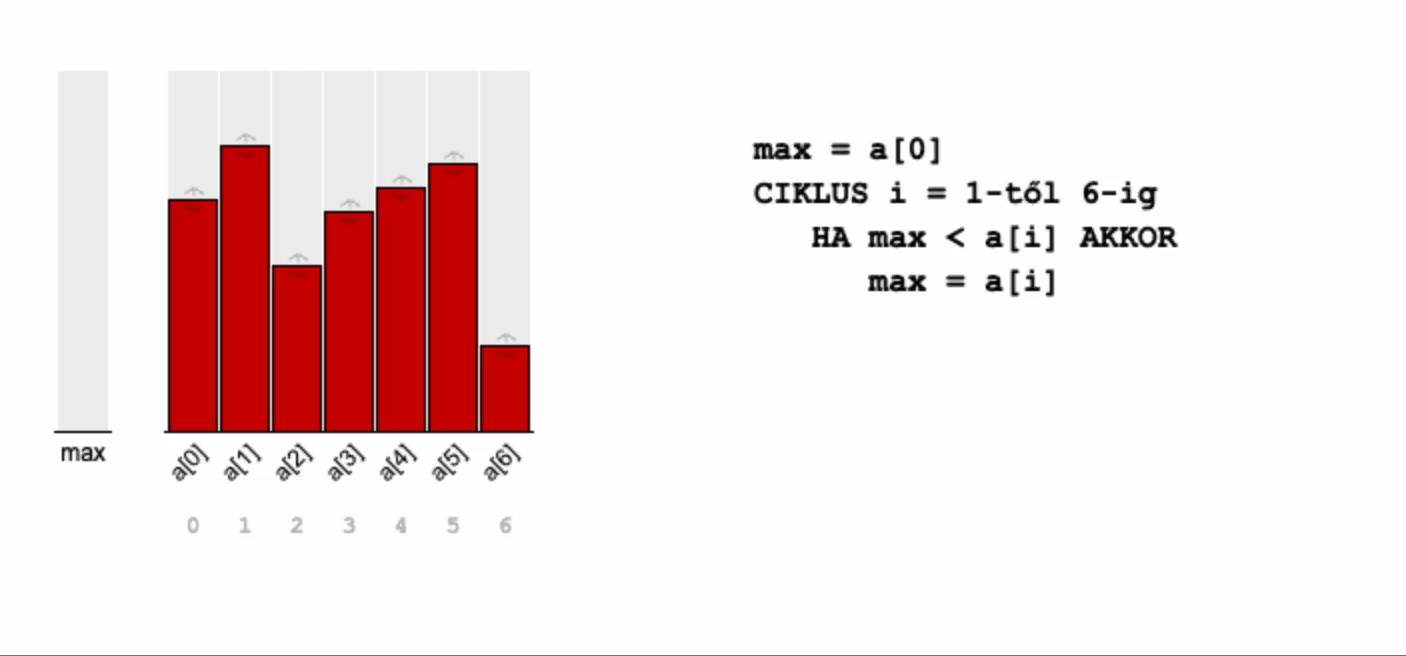 max = a[0]
CIKLUS i = 1-től 6-ig
HA max < a[i] AKKOR
max = a[i]
max
a[0] a[1] a[2] a[3] a[4] a[5] a[6]
0 1 2 3 4 5 6